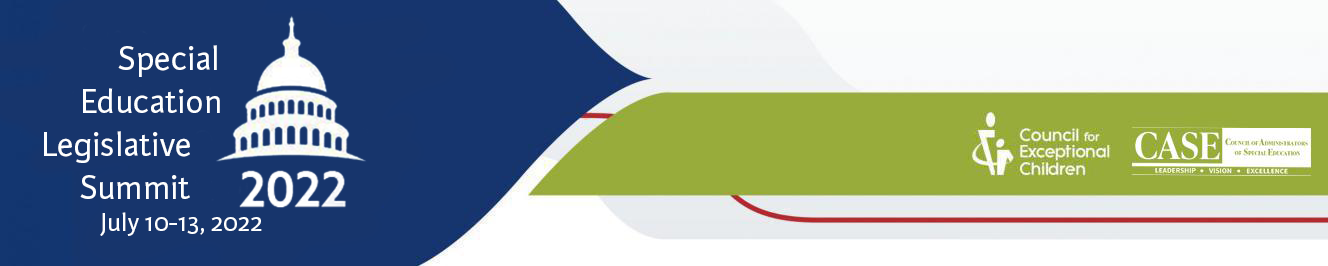 Special
Education
Legislative
Summit
2022
July 10-13, 2022
Council for
Exceptional
Children
CASE
COUNCIL OF ADMINISTRATORS
OF SPECIAL EDUCATION
LEADERSHIP • VISION • EXCELLENCE